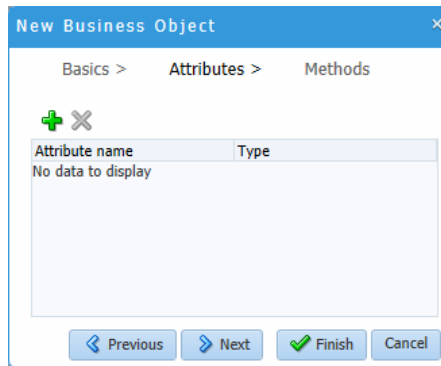 New Business Object
Basics > Attributes > Methods
Attribute name Type
No data to display
Previous Next Finish Cancel